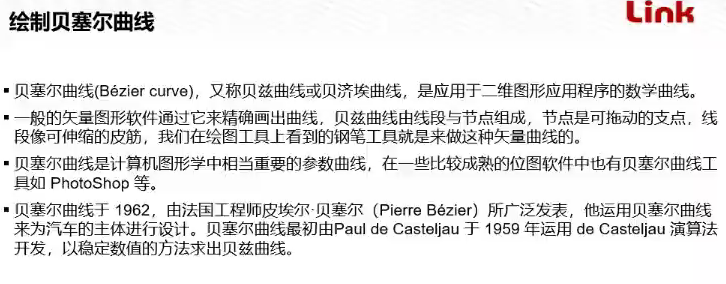 绘制贝塞尔曲线
Link
▪ 贝塞尔曲线(Bézier curve)，又称贝兹曲线或贝济埃曲线，是应用于二维图形应用程序的数学曲线。
▪ 一般的矢量图形软件通过它来精确画出曲线，贝兹曲线由线段与节点组成，节点是可拖动的支点，线
段像可伸缩的皮筋，我们在绘图工具上看到的钢笔工具就是来做这种矢量曲线的。
▪ 贝塞尔曲线是计算机图形学中相当重要的参数曲线，在一些比较成熟的位图软件中也有贝塞尔曲线工
具如 PhotoShop 等。
▪ 贝塞尔曲线于 1962，由法国工程师皮埃尔·贝塞尔（Pierre Bézier）所广泛发表，他运用贝塞尔曲线
来为汽车的主体进行设计。贝塞尔曲线最初由Paul de Casteljau 于 1959 年运用 de Casteljau 演算法
开发，以稳定数值的方法求出贝兹曲线。